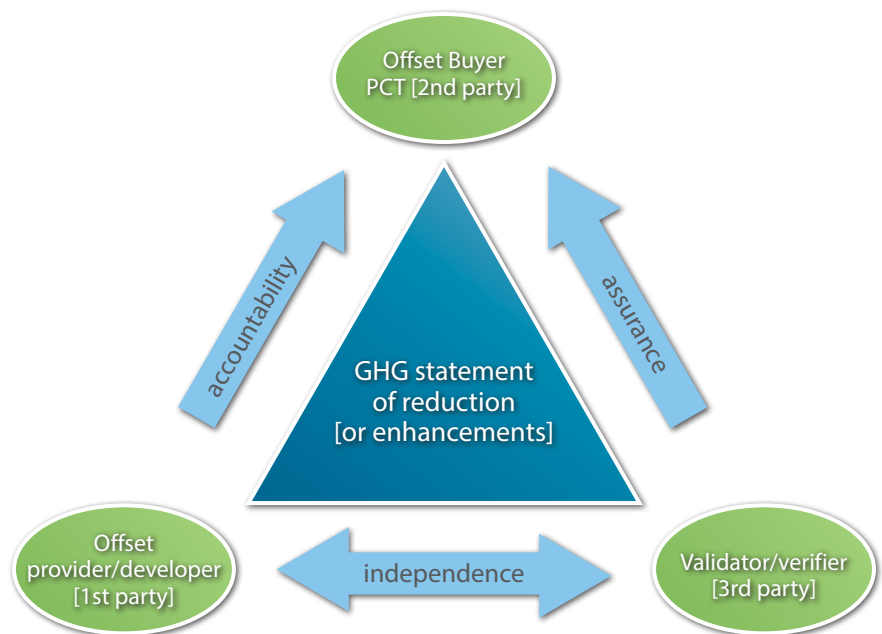 Offset Buyer
PCT [2nd party]
accountability
assurance
GHG statement
of reduction
[or enhancements]
Offset
provider/developer
[1st party]
independence
Validator/verifier
[3rd party]